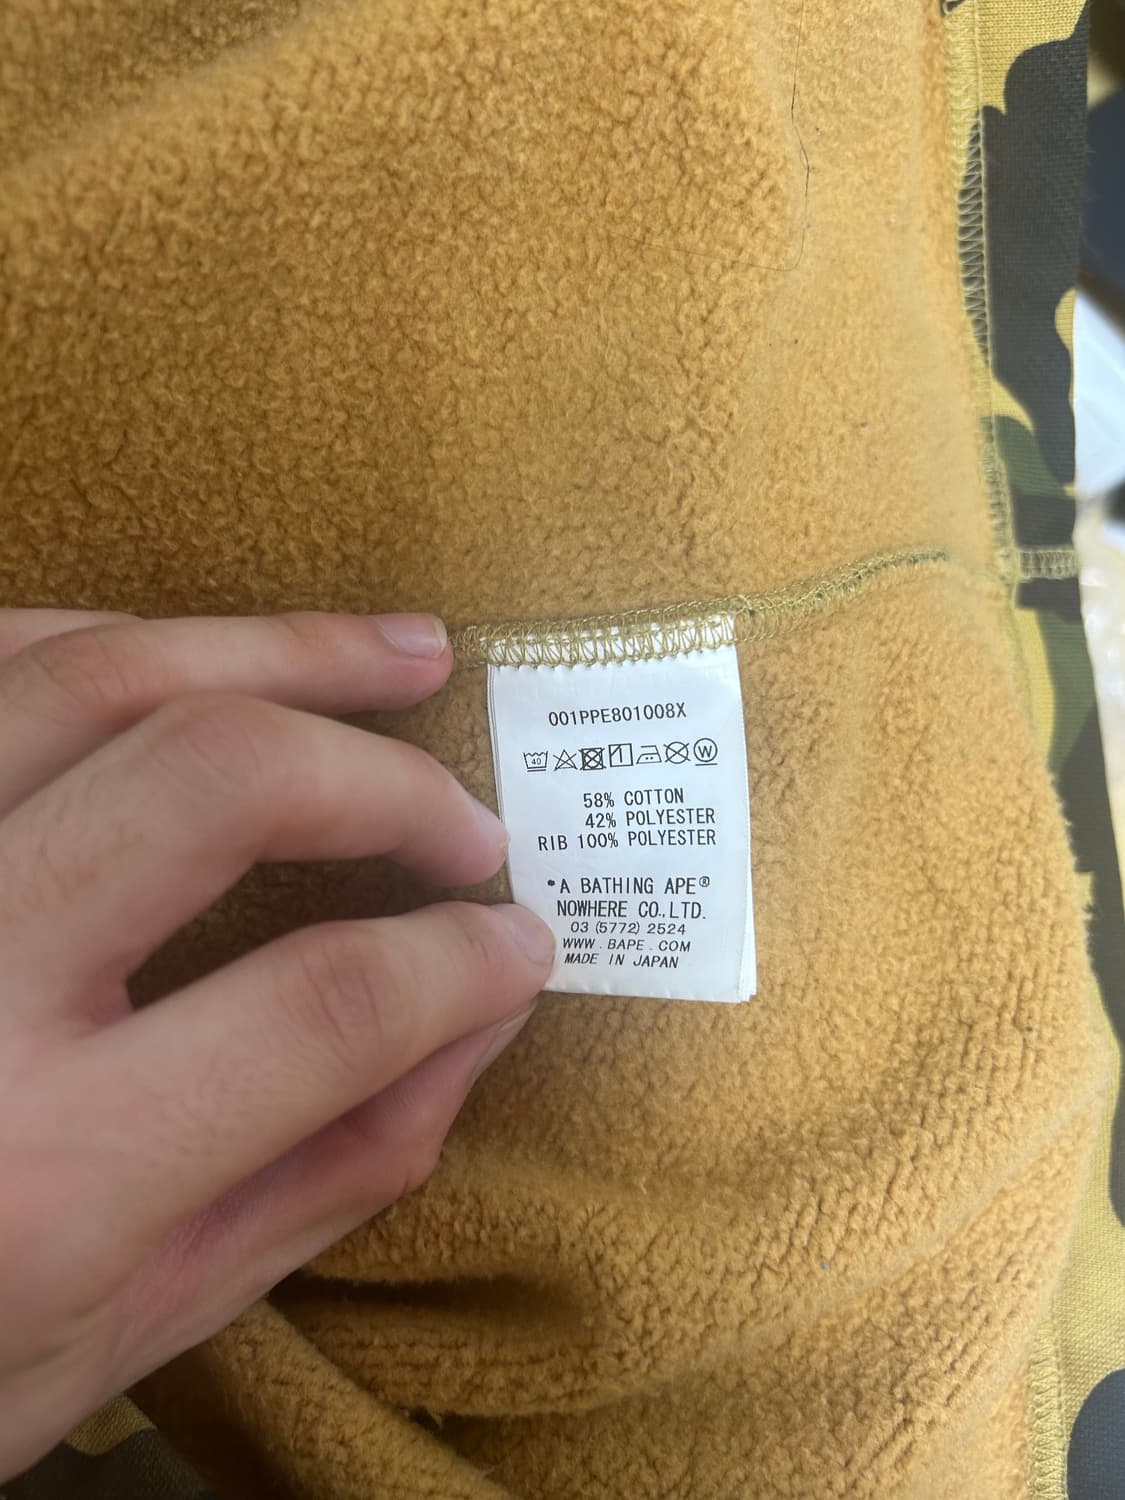 001PPE801008X
40 W
58% COTTON
42% POLYESTER
RIB 100% POLYESTER
*A BATHING APE®
NOWHERE CO.,LTD.
03 (5772) 2524
WWW.BAPE.COM
MADE IN JAPAN